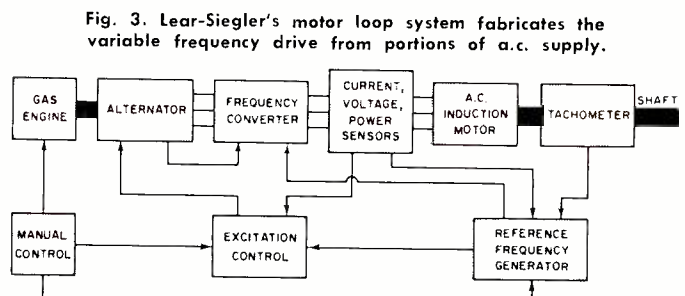 Fig. 3. Lear-Siegler's motor loop system fabricates the
variable frequency drive from portions of a.c. supply.
GAS
ENGINE
ALTERNATOR
FREQUENCY
CONVERTER
CURRENT,
VOLTAGE,
POWER
SENSORS
A.C.
INDUCTION
MOTOR
TACHOMETER
SHAFT
MANUAL
CONTROL
EXCITATION
CONTROL
REFERENCE
FREQUENCY
GENERATOR